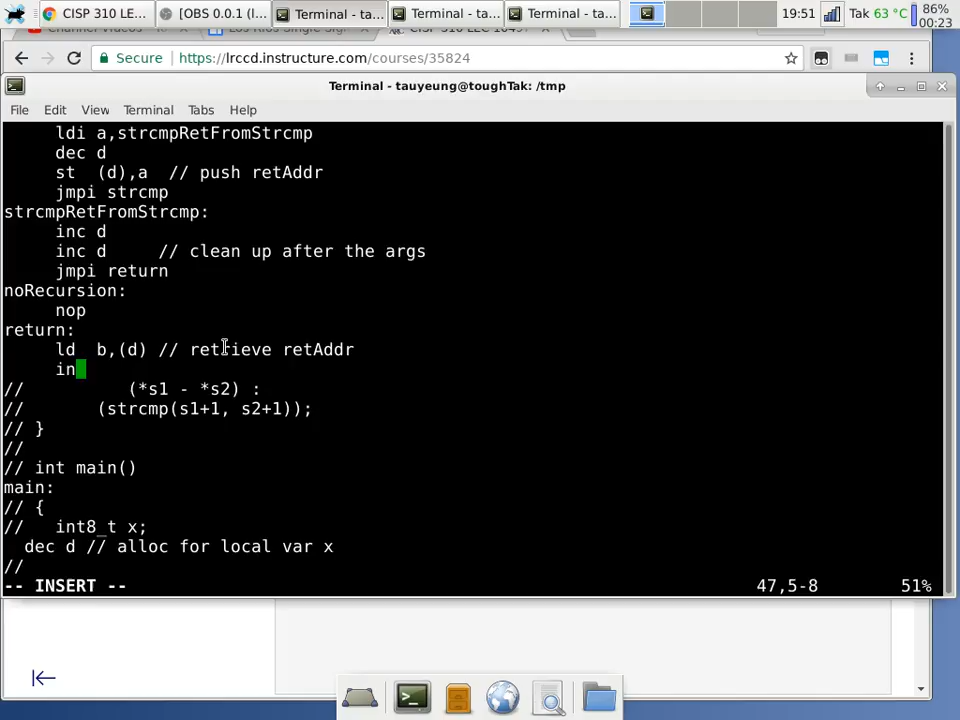 CISP 310 LE...
[OBS 0.0.1 (I...
Terminal - ta...
Terminal - ta...
Terminal - ta...
19:51
Tak 63 °C
86%
00:23
Secure
https://lrccd.instructure.com/courses/35824
Terminal - tauyeung@toughTak: /tmp
File Edit View Terminal Tabs Help
ldi a,strcmpRetFromStrcmp
dec d
st (d),a // push retAddr
jmpi strcmp
strcmpRetFromStrcmp:
inc d
inc d // clean up after the args
jmpi return
noRecursion:
nop
return:
ld b,(d) // retrieve retAddr
in
// (*s1 - *s2) :
// (strcmp(s1+1, s2+1));
// }
//
// int main()
main:
// {
// int8_t x;
dec d // alloc for local var x
//
-- INSERT -- 47,5-8 51%